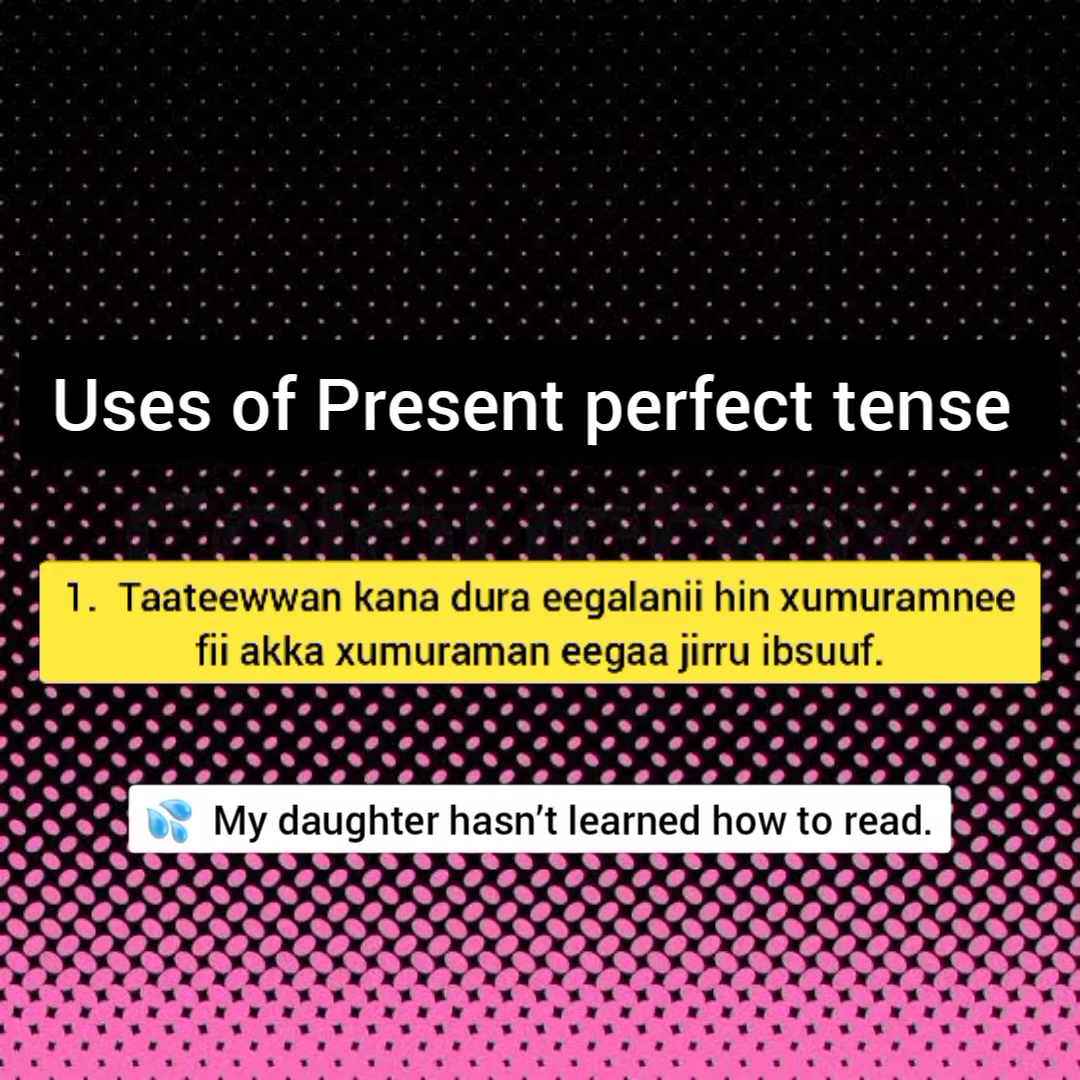 Uses of Present perfect tense
1. Taateewwan kana dura eegalanii hin xumuramnee
fii akka xumuraman eegaa jirru ibsuuf.
💦 My daughter hasn’t learned how to read.